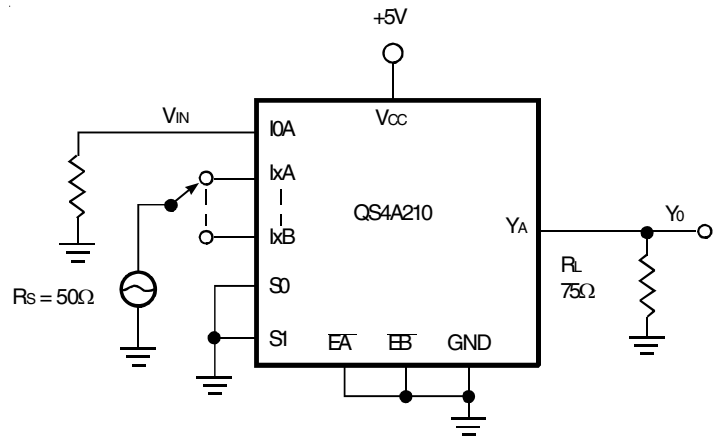 +5V
VIN
I0A
VCC
IxA
QS4A210
IxB
YA
Y0
RS = 50Ω
S0
RL
75Ω
S1
EA
EB
GND